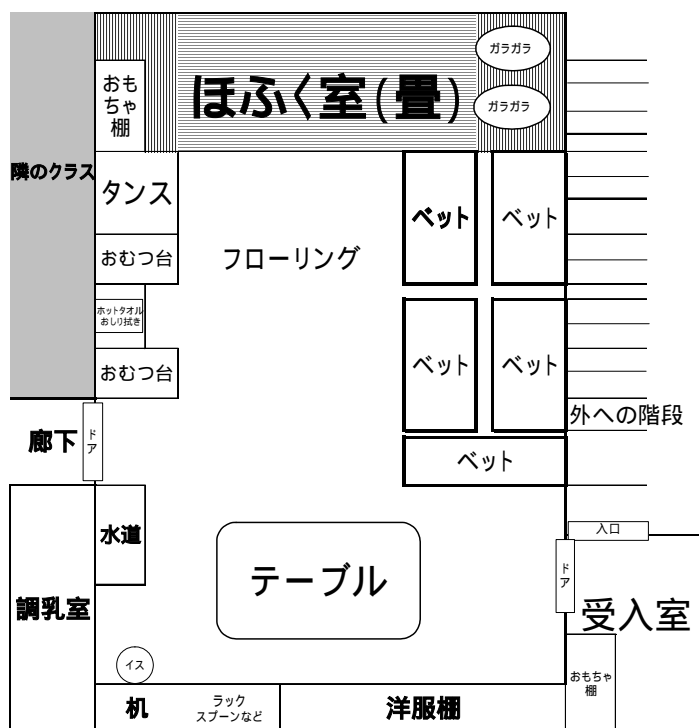 ガラガラ
おも
ちゃ
棚
ほふく室(畳)
ガラガラ
隣のクラス
タンス
ベット
ベット
おむつ台
フローリング
ホットタオル
おしり拭き
おむつ台
ベット
ベット
外への階段
廊下
ド
ア
ベット
水道
入口
テーブル
ド
ア
調乳室
受入室
イス
おもちゃ
棚
机
ラック
スプーンなど
洋服棚